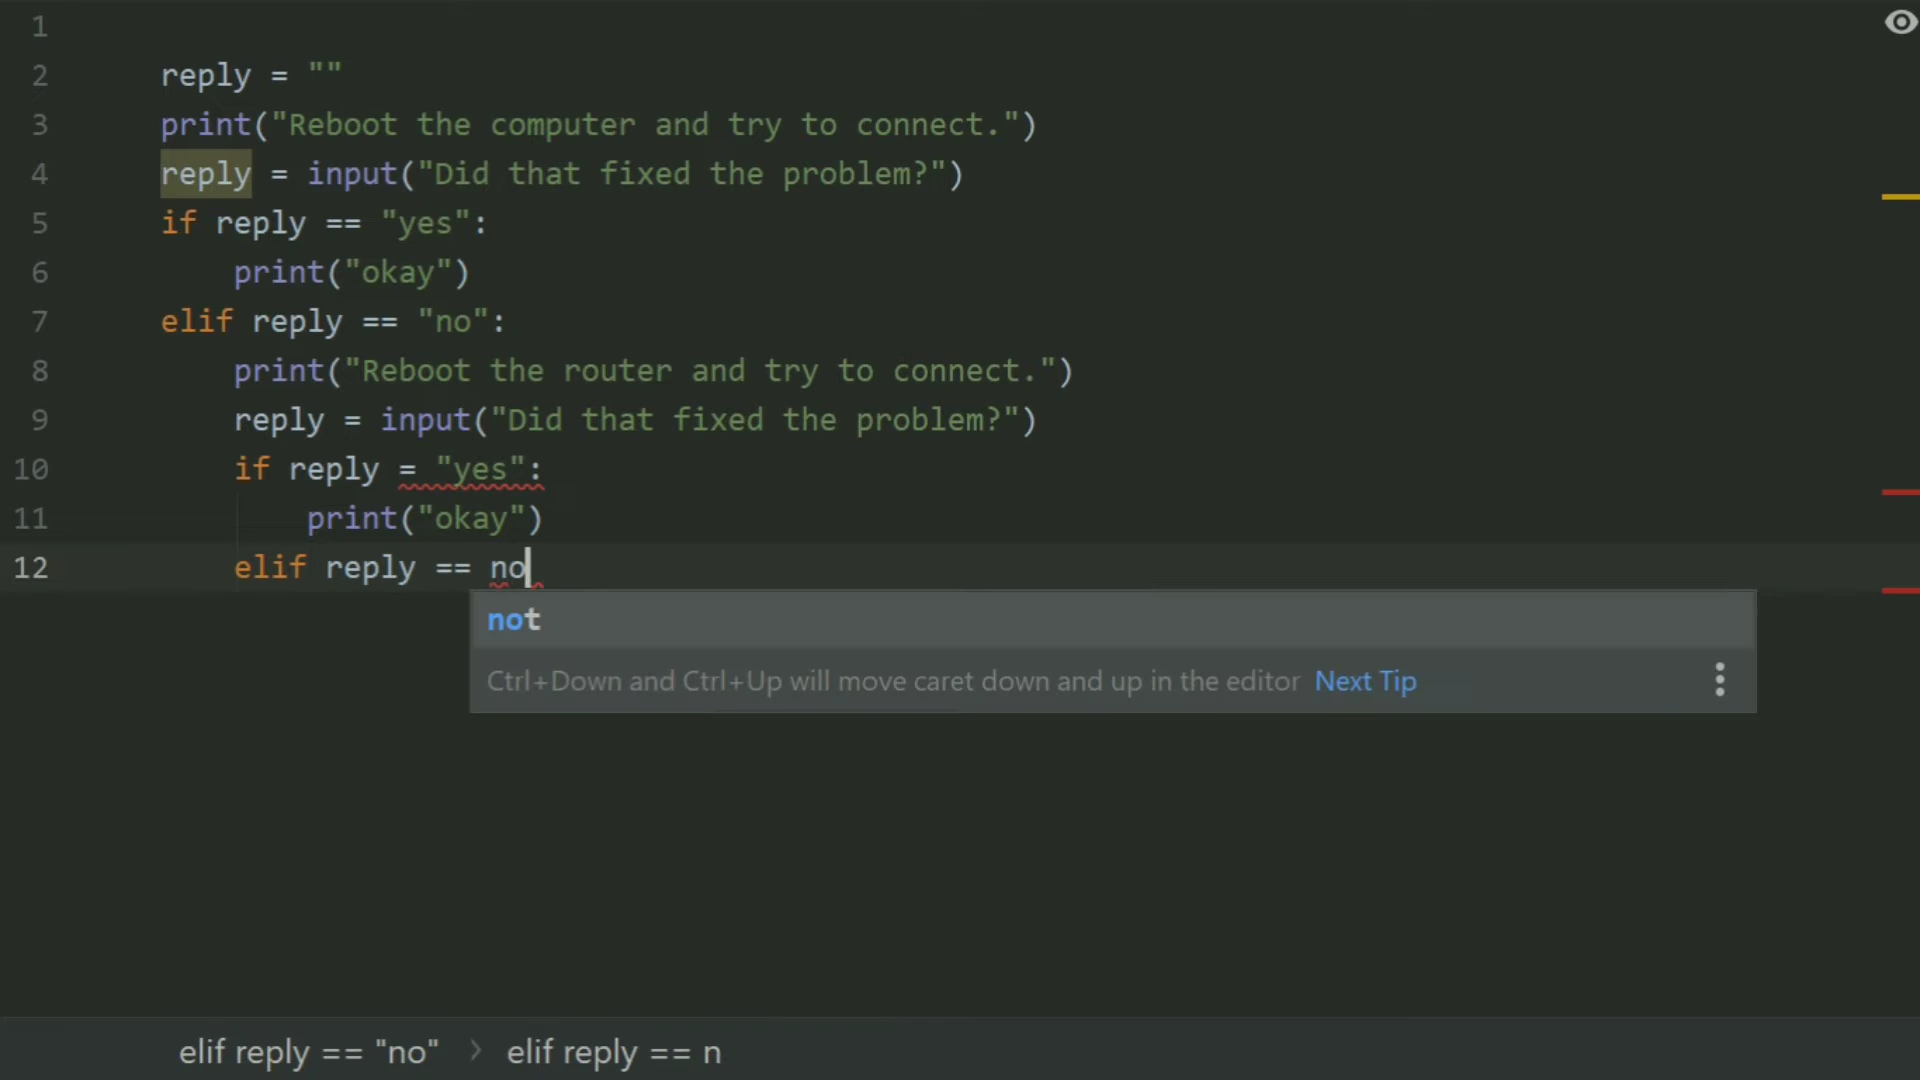 1
2 reply = ""
3 print("Reboot the computer and try to connect.")
4 reply = input("Did that fixed the problem?")
5 if reply == "yes":
6     print("okay")
7 elif reply == "no":
8     print("Reboot the router and try to connect.")
9     reply = input("Did that fixed the problem?")
10     if reply = "yes":
11         print("okay")
12     elif reply == no
not
Ctrl+Down and Ctrl+Up will move caret down and up in the editor Next Tip
elif reply == "no" › elif reply == n